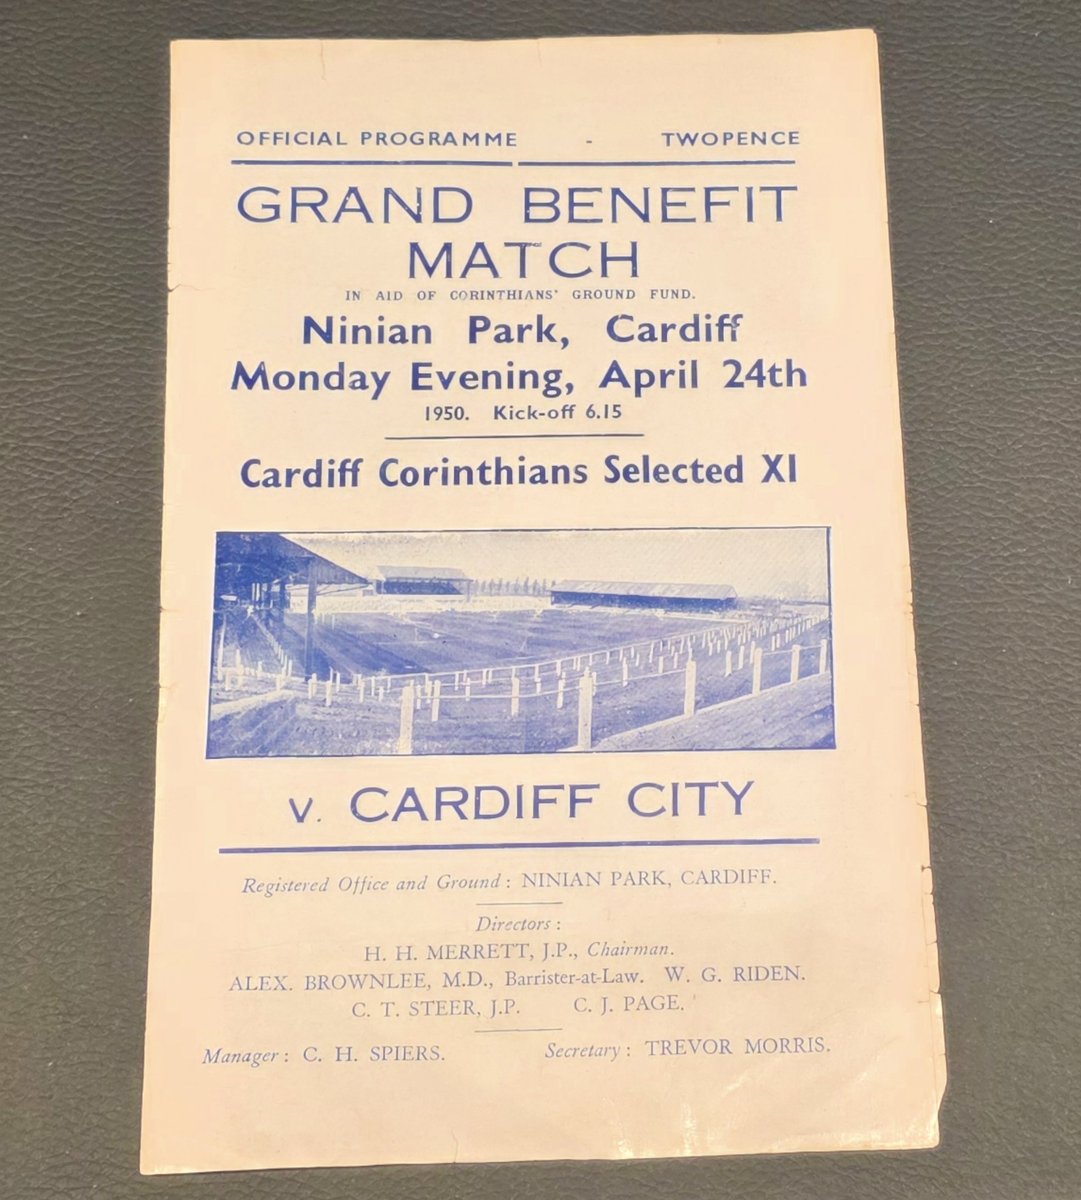 OFFICIAL PROGRAMME - TWOPENCE
GRAND BENEFIT
MATCH
IN AID OF CORINTHIANS' GROUND FUND.
Ninian Park, Cardiff
Monday Evening, April 24th
1950. Kick-off 6.15
Cardiff Corinthians Selected XI
v. CARDIFF CITY
Registered Office and Ground : NINIAN PARK, CARDIFF.
Directors :
H. H. MERRETT, J.P., Chairman.
ALEX. BROWNLEE, M.D., Barrister-at-Law. W. G. RIDEN.
C. T. STEER, J.P. C. J. PAGE.
Manager : C. H. SPIERS. Secretary : TREVOR MORRIS.